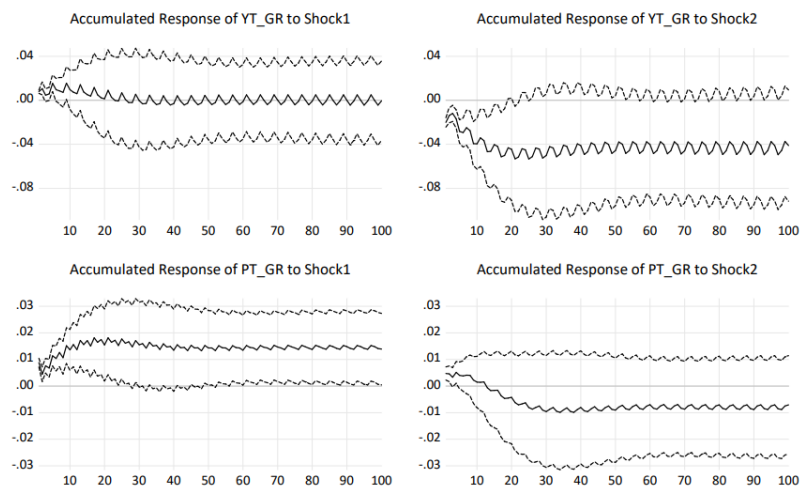 Accumulated Response of YT_GR to Shock1
.04
.00
-.04
-.08
10 20 30 40 50 60 70 80 90 100
Accumulated Response of YT_GR to Shock2
.04
.00
-.04
-.08
10 20 30 40 50 60 70 80 90 100
Accumulated Response of PT_GR to Shock1
.03
.02
.01
.00
-.01
-.02
-.03
10 20 30 40 50 60 70 80 90 100
Accumulated Response of PT_GR to Shock2
.03
.02
.01
.00
-.01
-.02
-.03
10 20 30 40 50 60 70 80 90 100